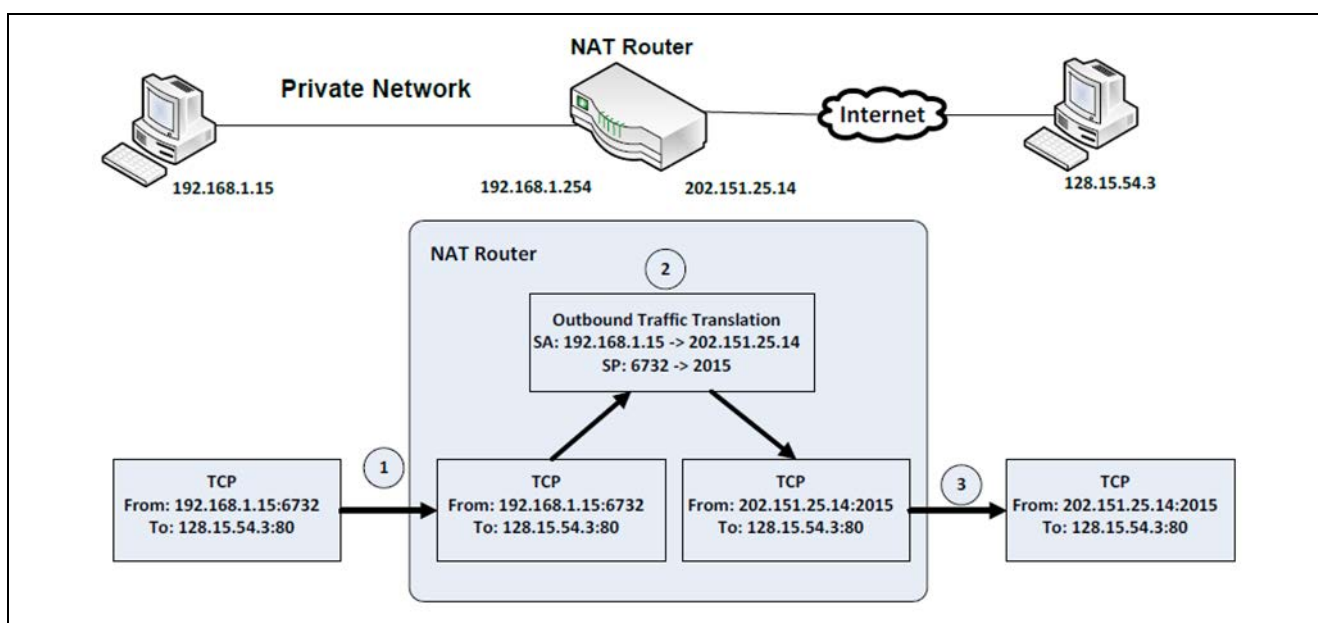 NAT Router
Private Network
Internet
192.168.1.15
192.168.1.254
202.151.25.14
128.15.54.3
NAT Router
2
Outbound Traffic Translation
SA: 192.168.1.15 -> 202.151.25.14
SP: 6732 -> 2015
1
3
TCP
From: 192.168.1.15:6732
To: 128.15.54.3:80
TCP
From: 192.168.1.15:6732
To: 128.15.54.3:80
TCP
From: 202.151.25.14:2015
To: 128.15.54.3:80
TCP
From: 202.151.25.14:2015
To: 128.15.54.3:80